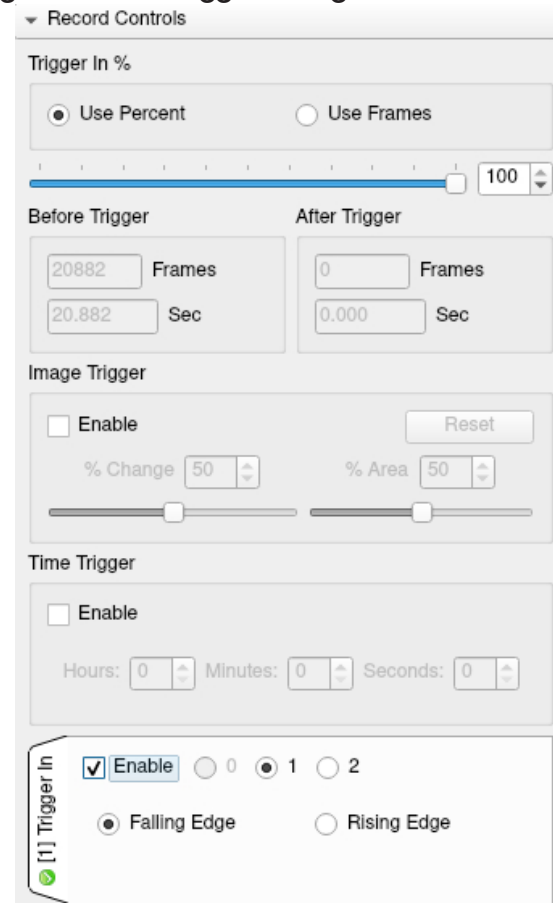 Record Controls
Trigger In %
Use Percent Use Frames
100
Before Trigger After Trigger
20882 Frames 0 Frames
20.882 Sec 0.000 Sec
Image Trigger
Enable Reset
% Change 50 % Area 50
Time Trigger
Enable
Hours: 0 Minutes: 0 Seconds: 0
[1] Trigger In
Enable 0 1 2
Falling Edge Rising Edge